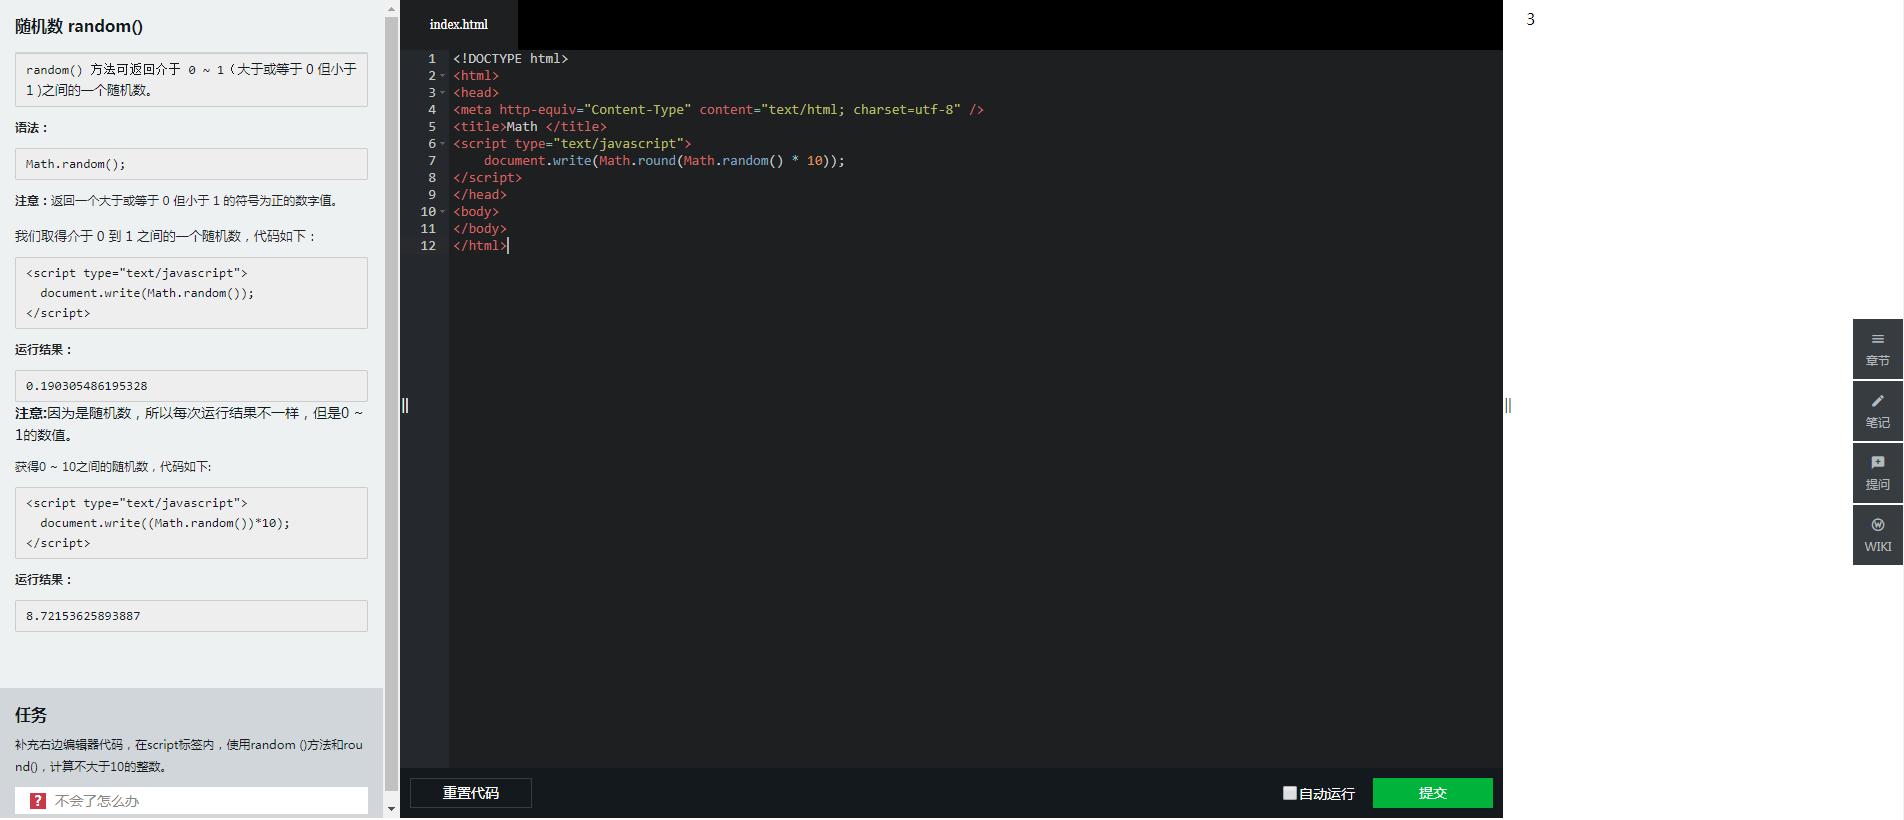 随机数 random()
random() 方法可返回介于 0 ~ 1（大于或等于 0 但小于
1 )之间的一个随机数。
语法：
Math.random();
注意：返回一个大于或等于 0 但小于 1 的符号为正的数字值。
我们取得介于 0 到 1 之间的一个随机数，代码如下：
<script type="text/javascript">
  document.write(Math.random());
</script>
运行结果：
0.190305486195328
注意:因为是随机数，所以每次运行结果不一样，但是0 ~
1的数值。
获得0 ~ 10之间的随机数，代码如下:
<script type="text/javascript">
  document.write((Math.random())*10);
</script>
运行结果：
8.72153625893887
任务
补充右边编辑器代码，在script标签内，使用random ()方法和rou
nd()，计算不大于10的整数。
? 不会了怎么办
index.html
1 <!DOCTYPE html>
2 <html>
3 <head>
4 <meta http-equiv="Content-Type" content="text/html; charset=utf-8" />
5 <title>Math </title>
6 <script type="text/javascript">
7     document.write(Math.round(Math.random() * 10));
8 </script>
9 </head>
10 <body>
11 </body>
12 </html>
重置代码
自动运行
提交
3
章节
笔记
提问
WIKI